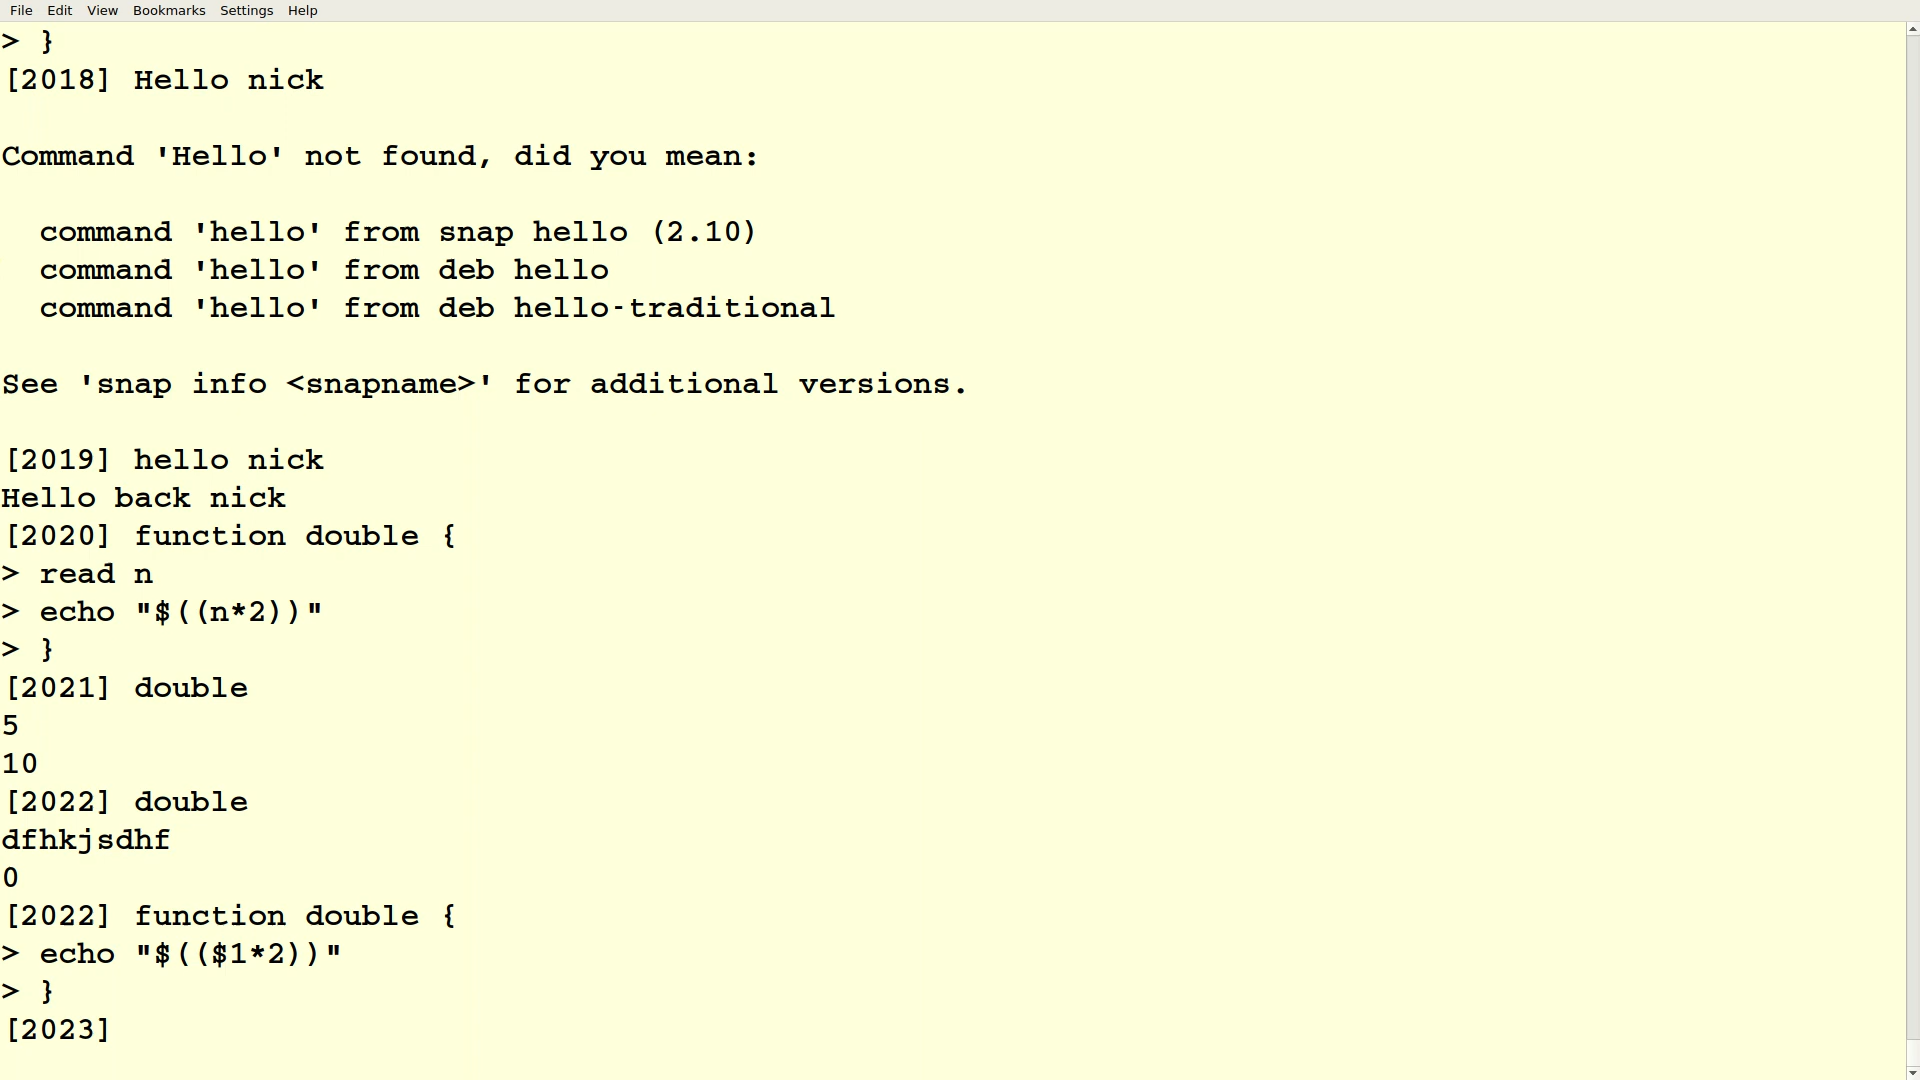 File Edit View Bookmarks Settings Help
> }
[2018] Hello nick
Command 'Hello' not found, did you mean:
command 'hello' from snap hello (2.10)
command 'hello' from deb hello
command 'hello' from deb hello-traditional
See 'snap info <snapname>' for additional versions.
[2019] hello nick
Hello back nick
[2020] function double {
> read n
> echo "$((n*2))"
> }
[2021] double
5
10
[2022] double
dfhkjsdhf
0
[2022] function double {
> echo "$(($1*2))"
> }
[2023]